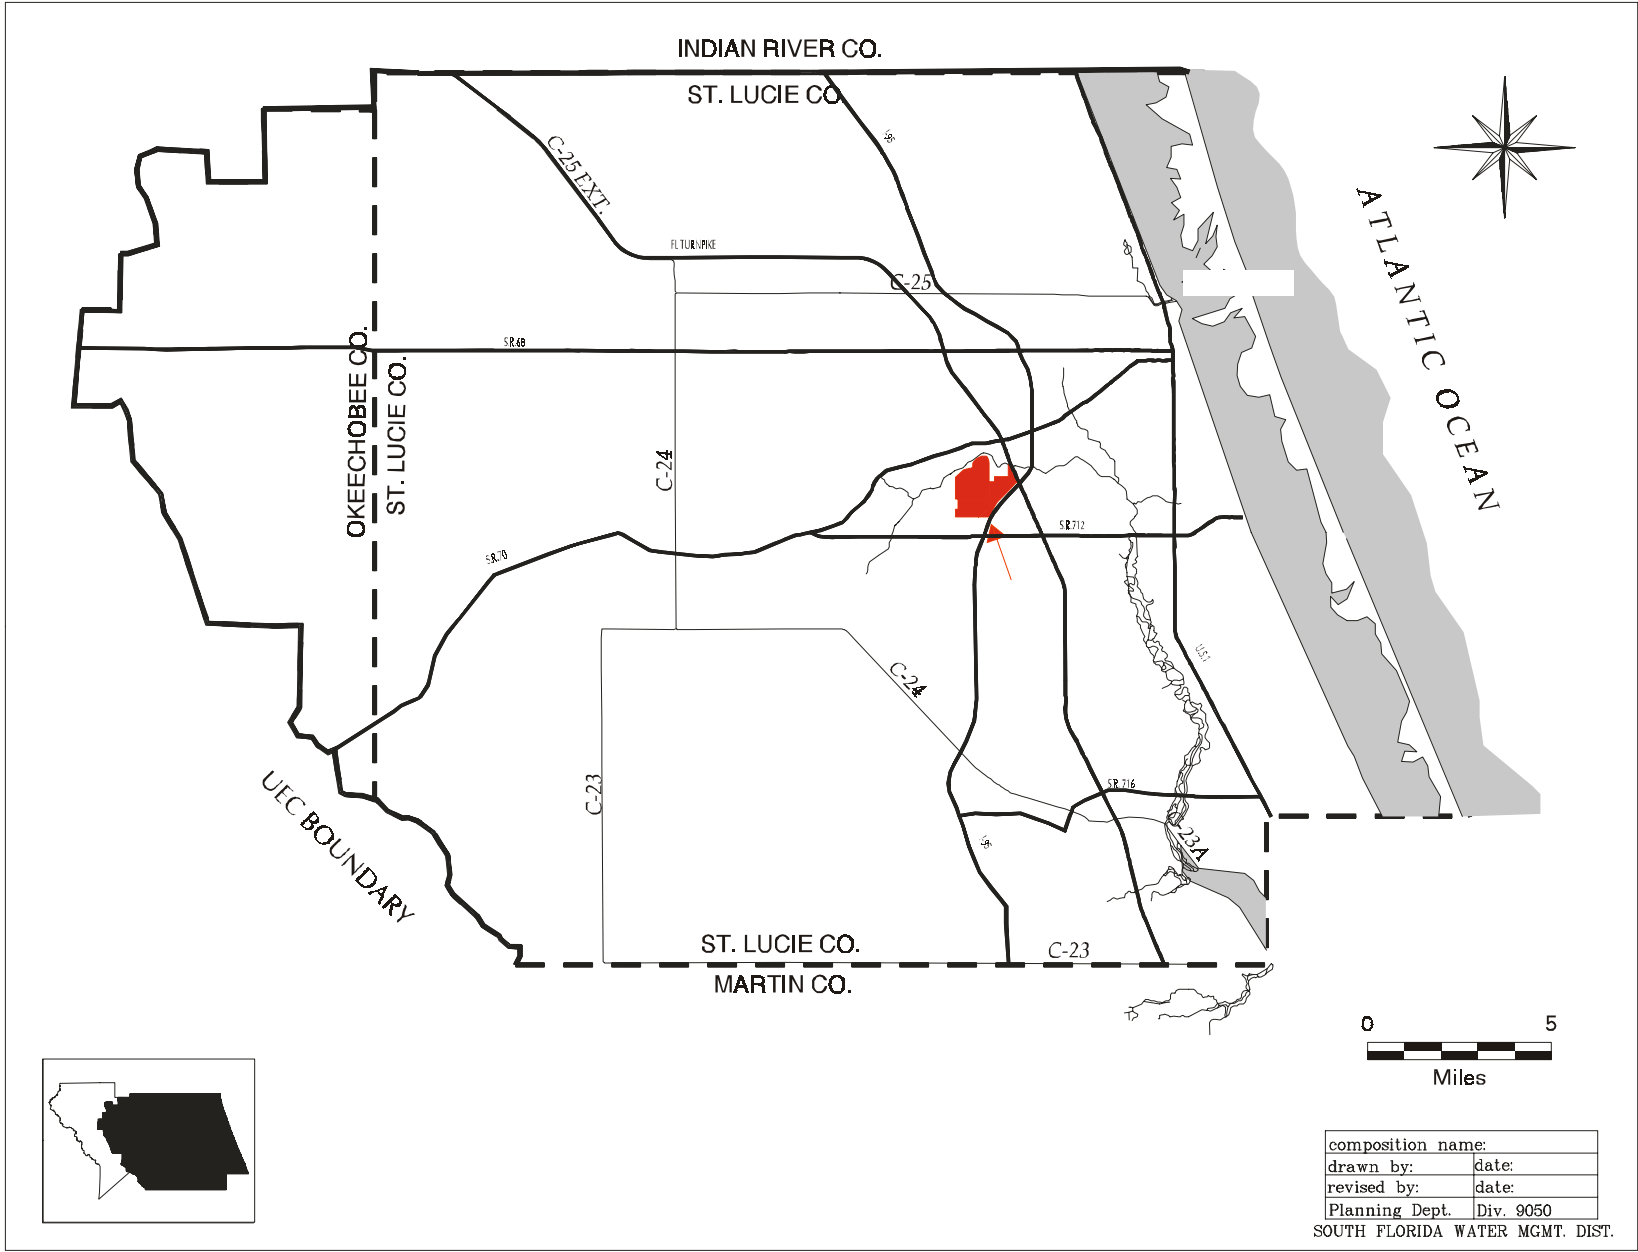 INDIAN RIVER CO.
ST. LUCIE CO.
I-95
C-25 EXT.
FL TURNPIKE
C-25
ATLANTIC OCEAN
S.R. 68
OKEECHOBEE CO.
ST. LUCIE CO.
C-24
S.R. 712
S.R. 70
U.S. 1
C-24
C-23
S.R. 716
UEC BOUNDARY
I-95
23A
ST. LUCIE CO.
C-23
MARTIN CO.
0 5
Miles
composition name:
drawn by: date:
revised by: date:
Planning Dept. Div. 9050
SOUTH FLORIDA WATER MGMT. DIST.